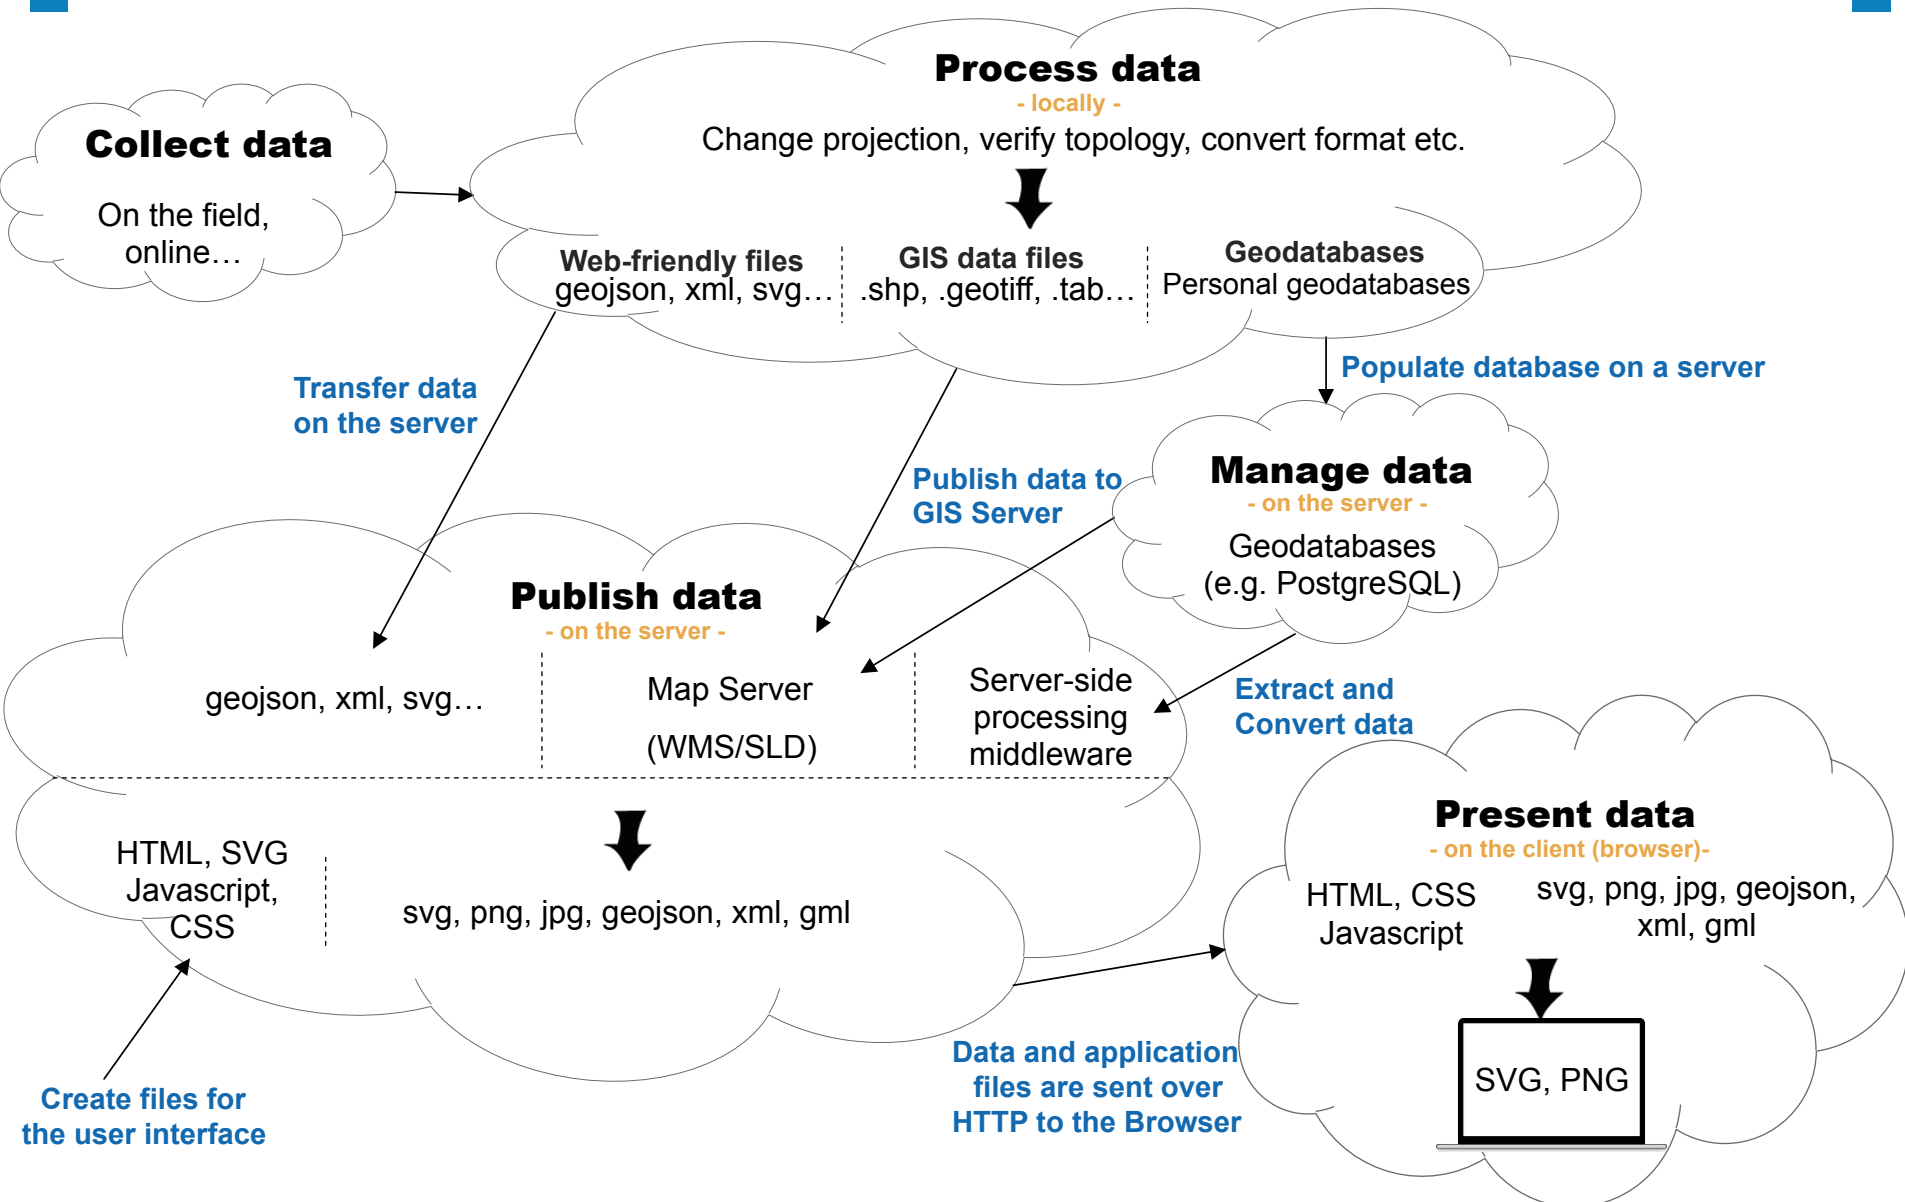 Process data
- locally -
Change projection, verify topology, convert format etc.
Collect data
On the field,
online…
Web-friendly files
geojson, xml, svg…
GIS data files
.shp, .geotiff, .tab…
Geodatabases
Personal geodatabases
Transfer data
on the server
Populate database on a server
Publish data to
GIS Server
Manage data
- on the server -
Geodatabases
(e.g. PostgreSQL)
Publish data
- on the server -
geojson, xml, svg…
Map Server
(WMS/SLD)
Server-side
processing
middleware
Extract and
Convert data
HTML, SVG
Javascript,
CSS
svg, png, jpg, geojson, xml, gml
Present data
- on the client (browser)-
HTML, CSS
Javascript
svg, png, jpg, geojson,
xml, gml
SVG, PNG
Data and application
files are sent over
HTTP to the Browser
Create files for
the user interface